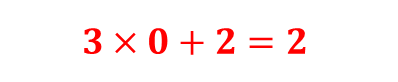 3 × 0 + 2 = 2